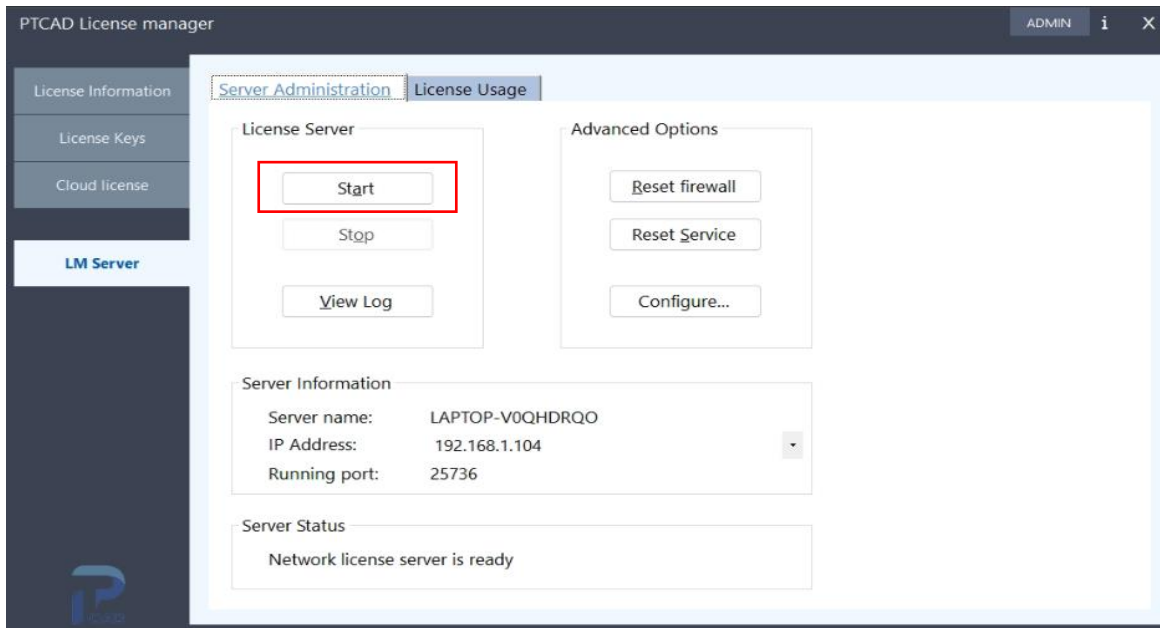 PTCAD License manager
ADMIN i X
License Information
License Keys
Cloud license
LM Server
Server Administration License Usage
License Server
Start
Stop
View Log
Advanced Options
Reset firewall
Reset Service
Configure...
Server Information
Server name: LAPTOP-V0QHDRQO
IP Address: 192.168.1.104
Running port: 25736
Server Status
Network license server is ready